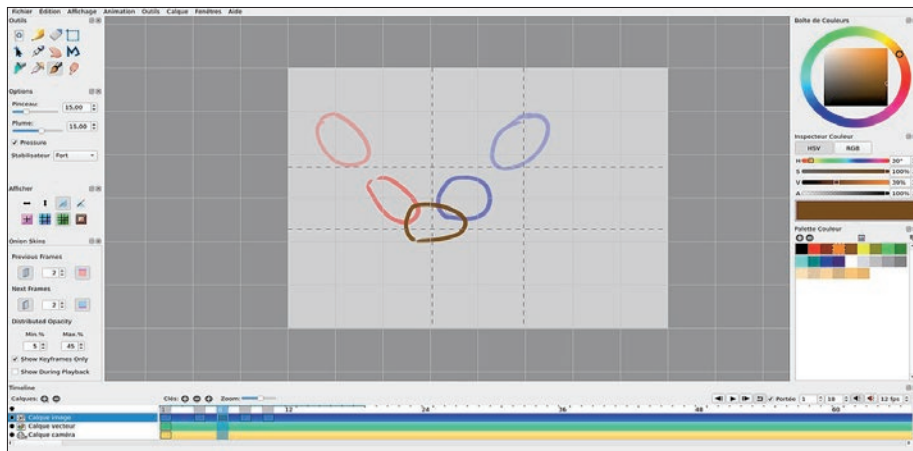 Fichier Édition Affichage Animation Outils Calque Fenêtres Aide
Outils
Options
Pinceau:
15.00
Plume:
15.00
Pressure
Stabilisateur Fort
Afficher
Onion Skins
Previous Frames
2
Next Frames
2
Distributed Opacity
Min.% Max.%
5 45
Show Keyframes Only
Show During Playback
Boîte de Couleurs
Inspecteur Couleur
HSV RGB
H 30°
S 100%
V 39%
A 100%
Palette Couleur
Timeline
Calques: Clés: Zoom: Portée 1 10 12 fps
12 24 36 48 60
Calque image
Calque vecteur
Calque caméra